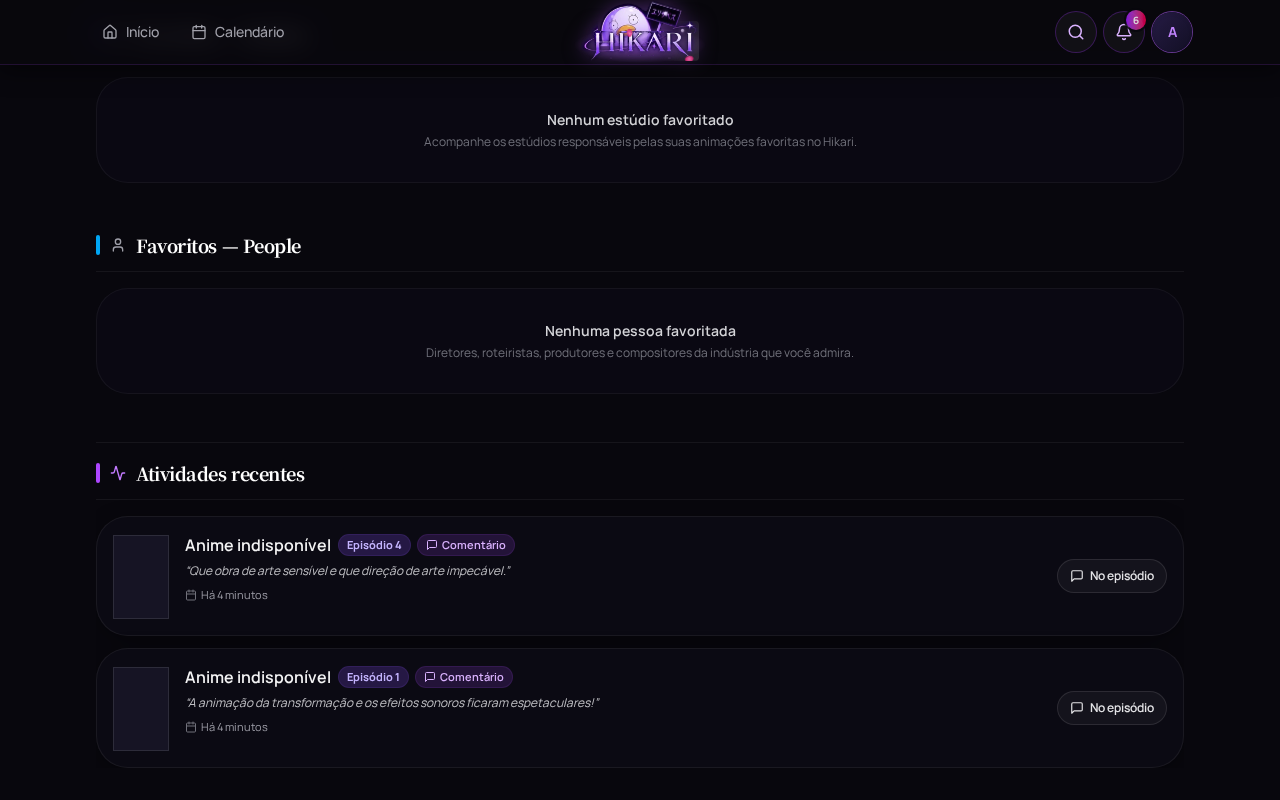 Início
Calendário
HIKARI
6
A
Nenhum estúdio favoritado
Acompanhe os estúdios responsáveis pelas suas animações favoritas no Hikari.
Favoritos — People
Nenhuma pessoa favoritada
Diretores, roteiristas, produtores e compositores da indústria que você admira.
Atividades recentes
Anime indisponível Episódio 4 Comentário
“Que obra de arte sensível e que direção de arte impecável.”
Há 4 minutos
No episódio
Anime indisponível Episódio 1 Comentário
“A animação da transformação e os efeitos sonoros ficaram espetaculares!”
Há 4 minutos
No episódio